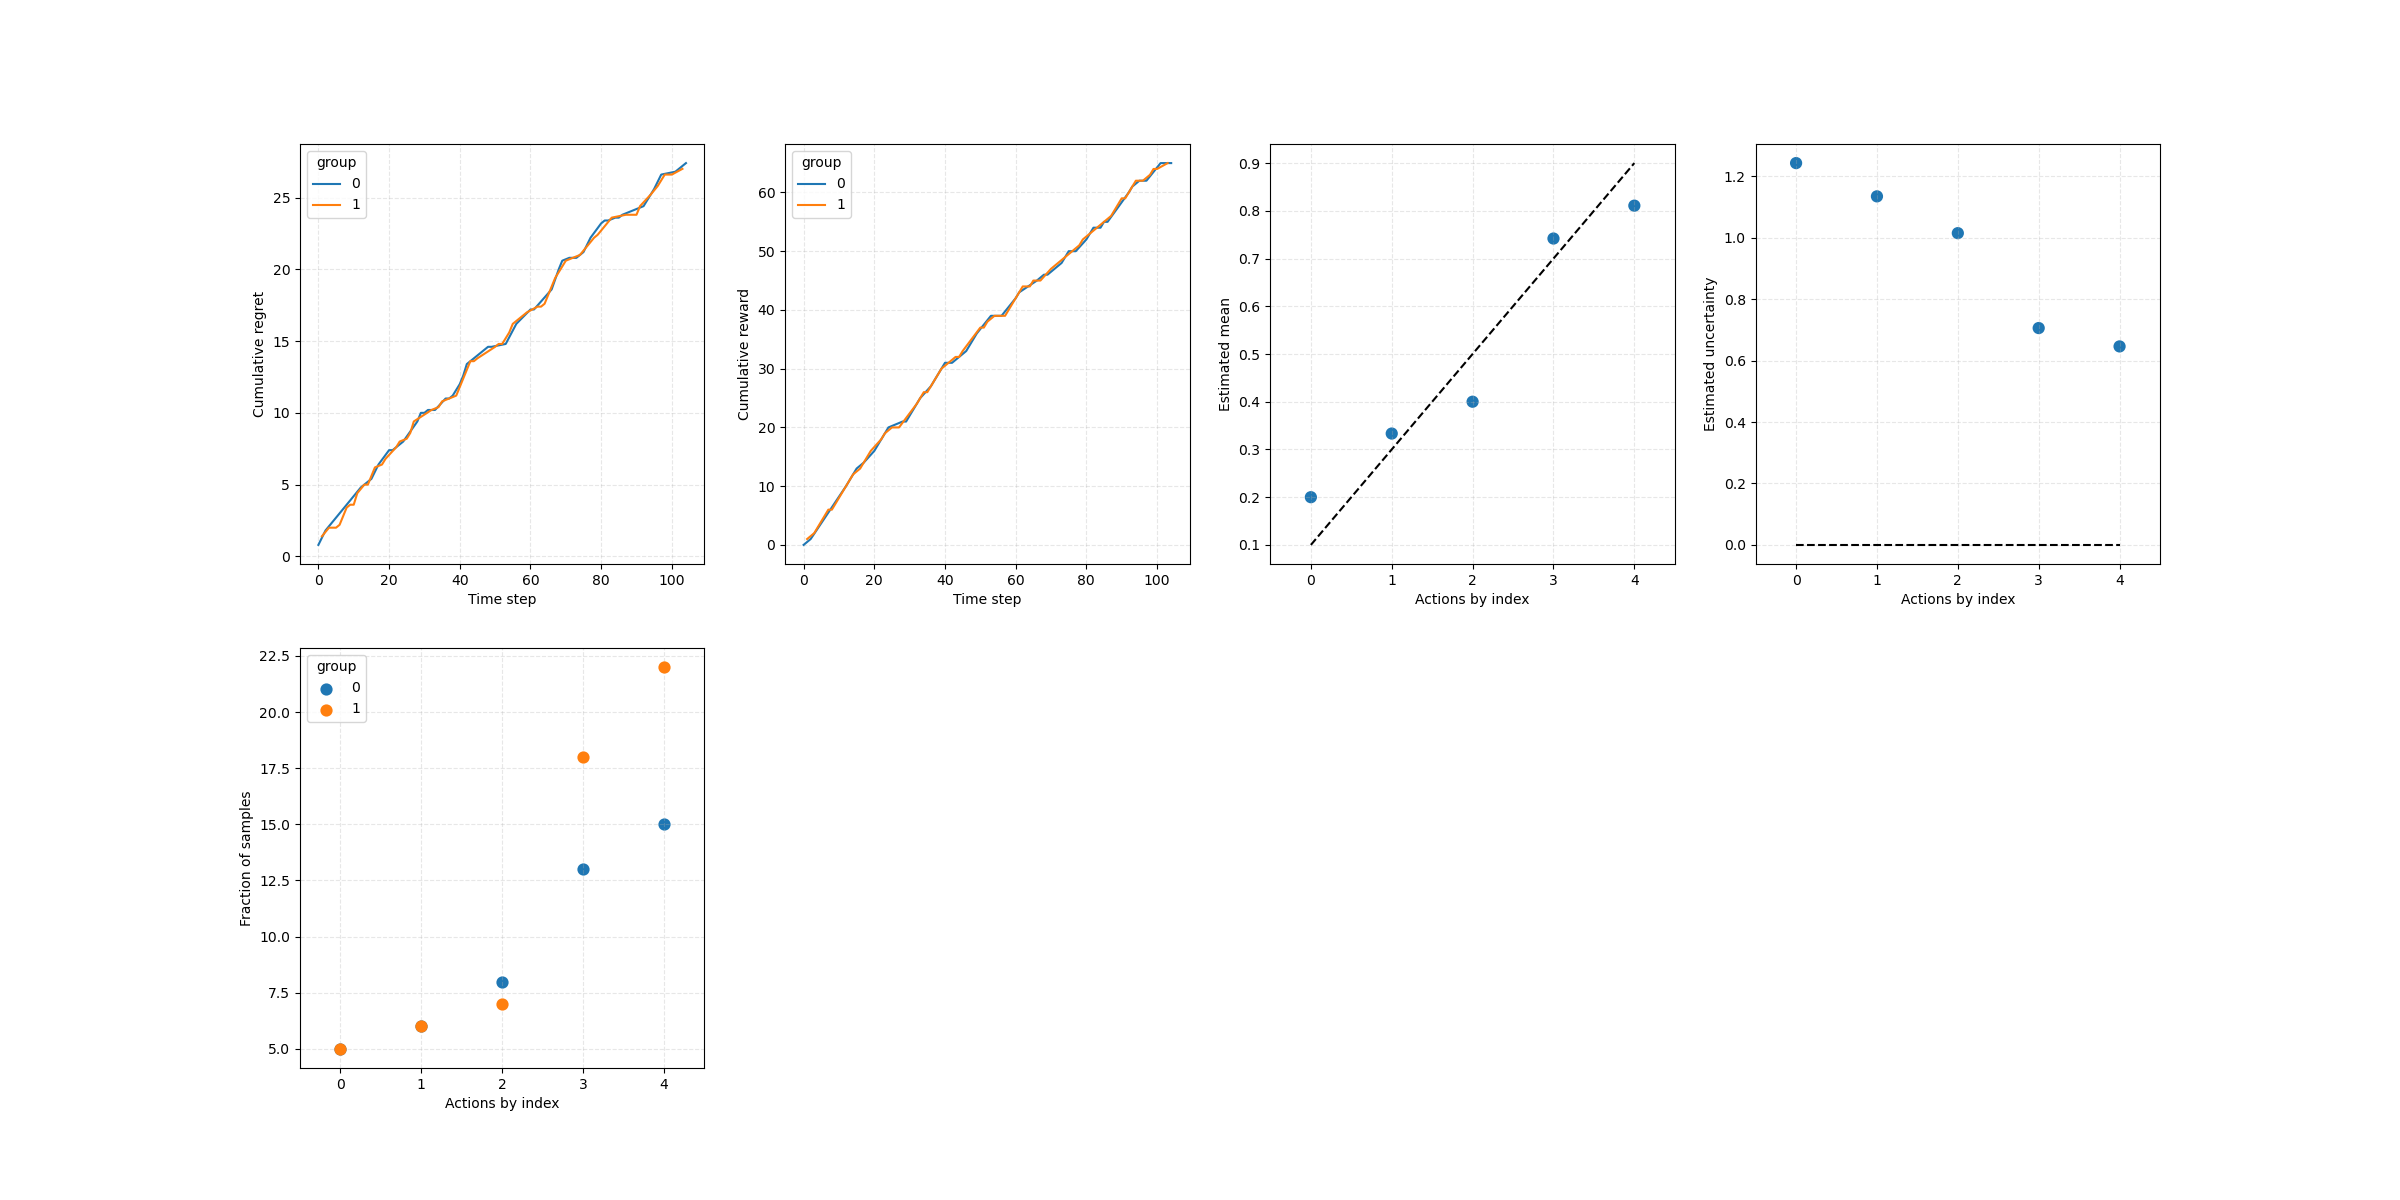 group
0
1
25
20
15
10
5
0
0 20 40 60 80 100
Time step
Cumulative regret
group
0
1
60
50
40
30
20
10
0
0 20 40 60 80 100
Time step
Cumulative reward
0.9
0.8
0.7
0.6
0.5
0.4
0.3
0.2
0.1
0 1 2 3 4
Actions by index
Estimated mean
1.2
1.0
0.8
0.6
0.4
0.2
0.0
0 1 2 3 4
Actions by index
Estimated uncertainty
group
0
1
22.5
20.0
17.5
15.0
12.5
10.0
7.5
5.0
0 1 2 3 4
Actions by index
Fraction of samples